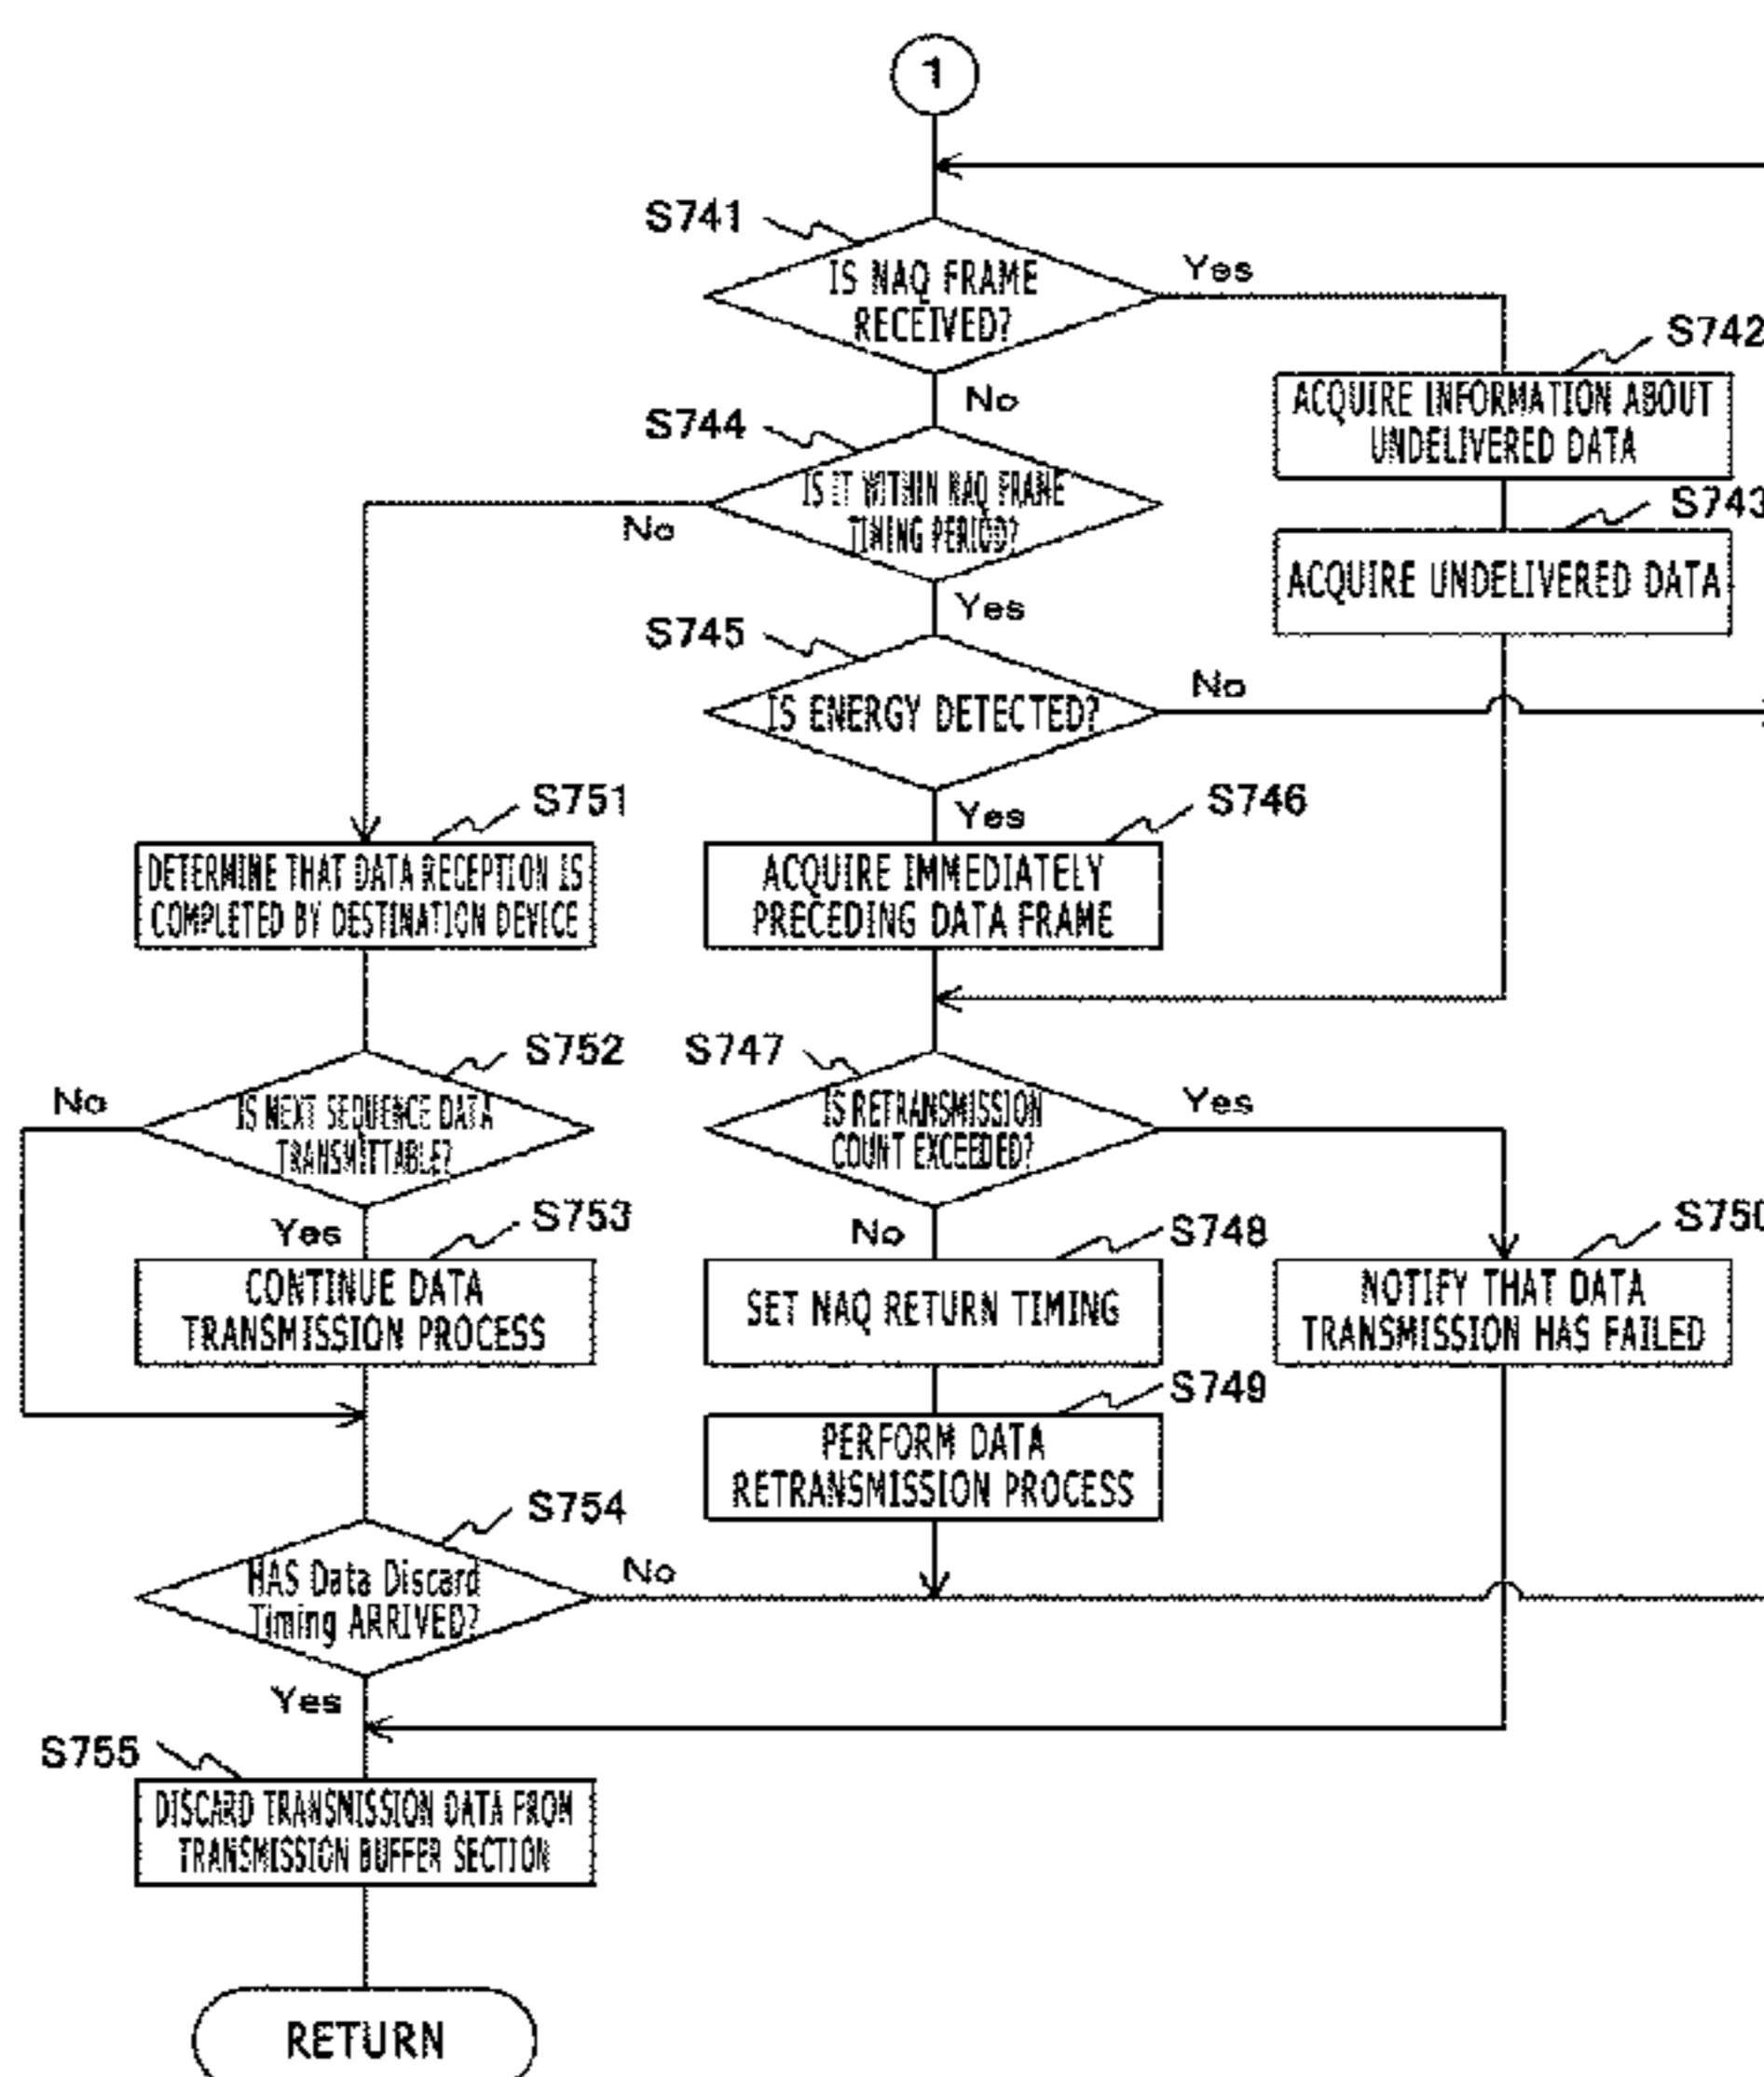 1
S741
IS NAQ FRAME
RECEIVED?
Yes
No
S742
ACQUIRE INFORMATION ABOUT
UNDELIVERED DATA
S743
ACQUIRE UNDELIVERED DATA
S744
IS IT WITHIN NAQ FRAME
TIMING PERIOD?
No
Yes
S745
IS ENERGY DETECTED?
No
Yes
S746
ACQUIRE IMMEDIATELY
PRECEDING DATA FRAME
S751
DETERMINE THAT DATA RECEPTION IS
COMPLETED BY DESTINATION DEVICE
S752
IS NEXT SEQUENCE DATA
TRANSMITTABLE?
No
Yes
S753
CONTINUE DATA
TRANSMISSION PROCESS
S747
IS RETRANSMISSION
COUNT EXCEEDED?
Yes
No
S748
SET NAQ RETURN TIMING
S749
PERFORM DATA
RETRANSMISSION PROCESS
S750
NOTIFY THAT DATA
TRANSMISSION HAS FAILED
S754
HAS Data Discard
Timing ARRIVED?
No
Yes
S755
DISCARD TRANSMISSION DATA FROM
TRANSMISSION BUFFER SECTION
RETURN